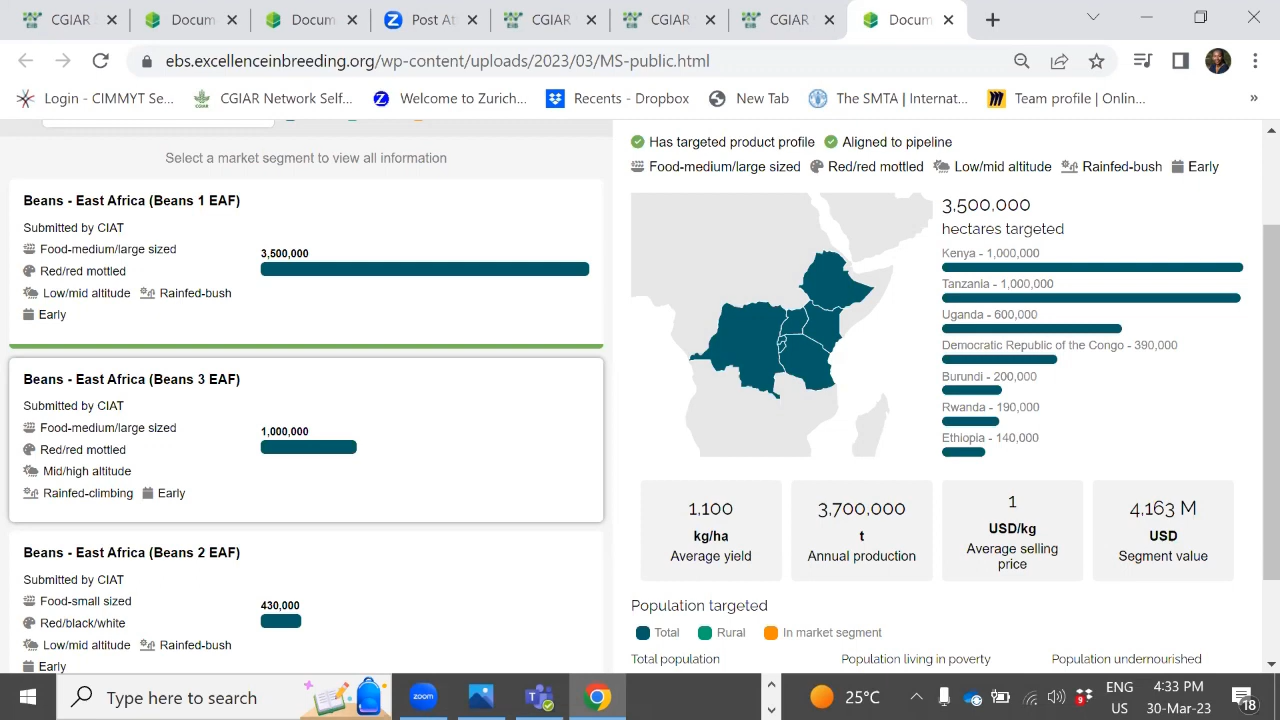 CGIAR
Docum
Docum
Post At
CGIAR
CGIAR
CGIAR
Docum
ebs.excellenceinbreeding.org/wp-content/uploads/2023/03/MS-public.html
Login - CIMMYT Se...
CGIAR Network Self...
Welcome to Zurich...
Recents - Dropbox
New Tab
The SMTA | Internat...
Team profile | Onlin...
»
Select a market segment to view all information
Beans - East Africa (Beans 1 EAF)
Submitted by CIAT
Food-medium/large sized
Red/red mottled
Low/mid altitude Rainfed-bush
Early
3,500,000
Beans - East Africa (Beans 3 EAF)
Submitted by CIAT
Food-medium/large sized
Red/red mottled
Mid/high altitude
Rainfed-climbing Early
1,000,000
Beans - East Africa (Beans 2 EAF)
Submitted by CIAT
Food-small sized
Red/black/white
Low/mid altitude Rainfed-bush
Early
430,000
Has targeted product profile Aligned to pipeline
Food-medium/large sized Red/red mottled Low/mid altitude Rainfed-bush Early
3,500,000
hectares targeted
Kenya - 1,000,000
Tanzania - 1,000,000
Uganda - 600,000
Democratic Republic of the Congo - 390,000
Burundi - 200,000
Rwanda - 190,000
Ethiopia - 140,000
1,100
kg/ha
Average yield
3,700,000
t
Annual production
1
USD/kg
Average selling
price
4,163 M
USD
Segment value
Population targeted
Total Rural In market segment
Total population Population living in poverty Population undernourished
Type here to search
zoom
25°C
9
ENG
US
4:33 PM
30-Mar-23
18